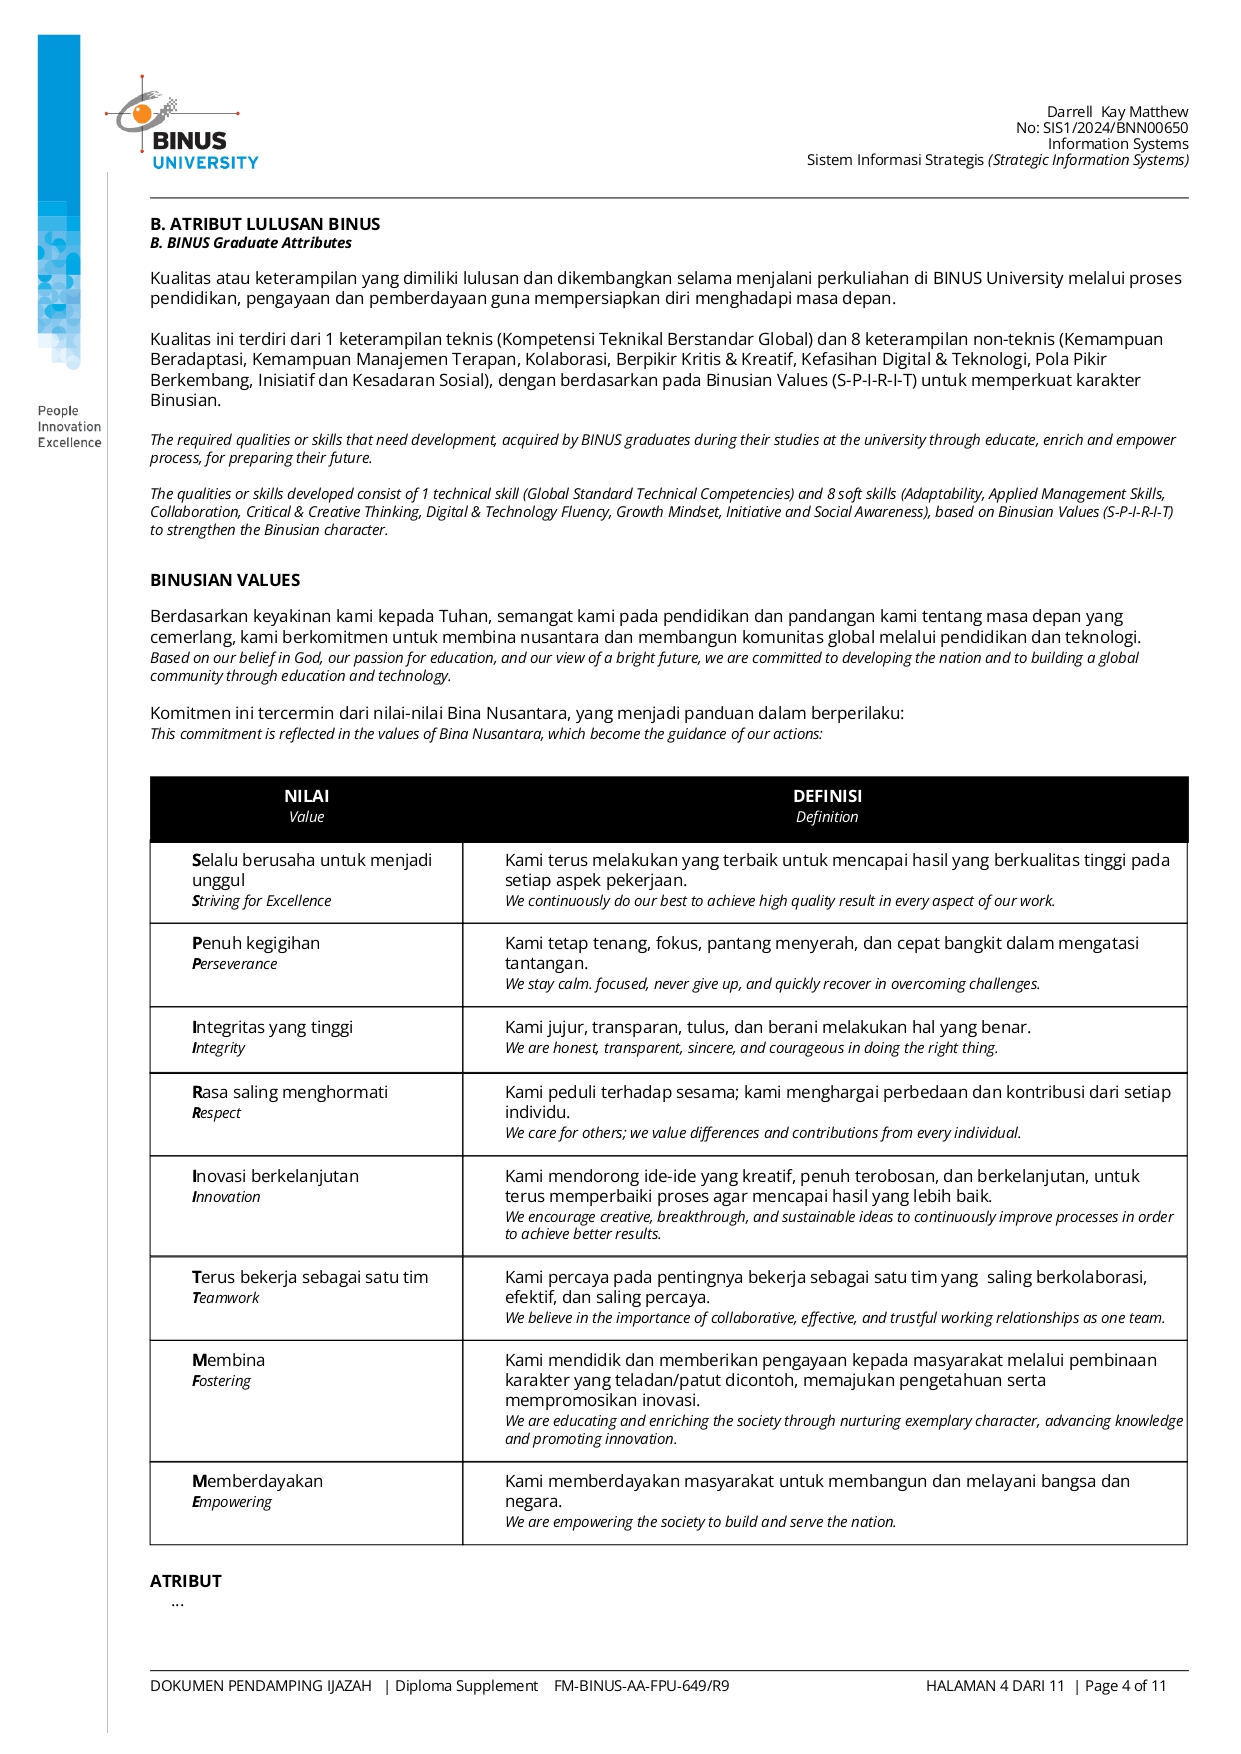 BINUS
UNIVERSITY
People
Innovation
Excellence
Darrell  Kay Matthew
No: SIS1/2024/BNN00650
Information Systems
Sistem Informasi Strategis (Strategic Information Systems)
B. ATRIBUT LULUSAN BINUS
B. BINUS Graduate Attributes
Kualitas atau keterampilan yang dimiliki lulusan dan dikembangkan selama menjalani perkuliahan di BINUS University melalui proses
pendidikan, pengayaan dan pemberdayaan guna mempersiapkan diri menghadapi masa depan.
Kualitas ini terdiri dari 1 keterampilan teknis (Kompetensi Teknikal Berstandar Global) dan 8 keterampilan non-teknis (Kemampuan
Beradaptasi, Kemampuan Manajemen Terapan, Kolaborasi, Berpikir Kritis & Kreatif, Kefasihan Digital & Teknologi, Pola Pikir
Berkembang, Inisiatif dan Kesadaran Sosial), dengan berdasarkan pada Binusian Values (S-P-I-R-I-T) untuk memperkuat karakter
Binusian.
The required qualities or skills that need development, acquired by BINUS graduates during their studies at the university through educate, enrich and empower
process, for preparing their future.
The qualities or skills developed consist of 1 technical skill (Global Standard Technical Competencies) and 8 soft skills (Adaptability, Applied Management Skills,
Collaboration, Critical & Creative Thinking, Digital & Technology Fluency, Growth Mindset, Initiative and Social Awareness), based on Binusian Values (S-P-I-R-I-T)
to strengthen the Binusian character.
BINUSIAN VALUES
Berdasarkan keyakinan kami kepada Tuhan, semangat kami pada pendidikan dan pandangan kami tentang masa depan yang
cemerlang, kami berkomitmen untuk membina nusantara dan membangun komunitas global melalui pendidikan dan teknologi.
Based on our belief in God, our passion for education, and our view of a bright future, we are committed to developing the nation and to building a global
community through education and technology.
Komitmen ini tercermin dari nilai-nilai Bina Nusantara, yang menjadi panduan dalam berperilaku:
This commitment is reflected in the values of Bina Nusantara, which become the guidance of our actions:
NILAI
Value
DEFINISI
Definition
Selalu berusaha untuk menjadi
unggul
Striving for Excellence
Kami terus melakukan yang terbaik untuk mencapai hasil yang berkualitas tinggi pada
setiap aspek pekerjaan.
We continuously do our best to achieve high quality result in every aspect of our work.
Penuh kegigihan
Perseverance
Kami tetap tenang, fokus, pantang menyerah, dan cepat bangkit dalam mengatasi
tantangan.
We stay calm. focused, never give up, and quickly recover in overcoming challenges.
Integritas yang tinggi
Integrity
Kami jujur, transparan, tulus, dan berani melakukan hal yang benar.
We are honest, transparent, sincere, and courageous in doing the right thing.
Rasa saling menghormati
Respect
Kami peduli terhadap sesama; kami menghargai perbedaan dan kontribusi dari setiap
individu.
We care for others; we value differences and contributions from every individual.
Inovasi berkelanjutan
Innovation
Kami mendorong ide-ide yang kreatif, penuh terobosan, dan berkelanjutan, untuk
terus memperbaiki proses agar mencapai hasil yang lebih baik.
We encourage creative, breakthrough, and sustainable ideas to continuously improve processes in order
to achieve better results.
Terus bekerja sebagai satu tim
Teamwork
Kami percaya pada pentingnya bekerja sebagai satu tim yang  saling berkolaborasi,
efektif, dan saling percaya.
We believe in the importance of collaborative, effective, and trustful working relationships as one team.
Membina
Fostering
Kami mendidik dan memberikan pengayaan kepada masyarakat melalui pembinaan
karakter yang teladan/patut dicontoh, memajukan pengetahuan serta
mempromosikan inovasi.
We are educating and enriching the society through nurturing exemplary character, advancing knowledge
and promoting innovation.
Memberdayakan
Empowering
Kami memberdayakan masyarakat untuk membangun dan melayani bangsa dan
negara.
We are empowering the society to build and serve the nation.
ATRIBUT
...
DOKUMEN PENDAMPING IJAZAH  | Diploma Supplement   FM-BINUS-AA-FPU-649/R9
HALAMAN 4 DARI 11  | Page 4 of 11